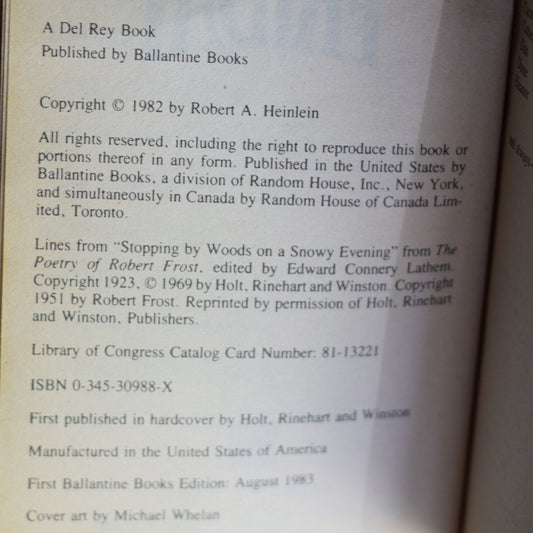 A Del Rey Book
Published by Ballantine Books
Copyright © 1982 by Robert A. Heinlein
All rights reserved, including the right to reproduce this book or
portions thereof in any form. Published in the United States by
Ballantine Books, a division of Random House, Inc., New York,
and simultaneously in Canada by Random House of Canada Lim-
ited, Toronto.
Lines from "Stopping by Woods on a Snowy Evening" from The
Poetry of Robert Frost, edited by Edward Connery Lathem.
Copyright 1923, © 1969 by Holt, Rinehart and Winston. Copyright
1951 by Robert Frost. Reprinted by permission of Holt, Rinehart
and Winston, Publishers.
Library of Congress Catalog Card Number: 81-13221
ISBN 0-345-30988-X
First published in hardcover by Holt, Rinehart and Winston
Manufactured in the United States of America
First Ballantine Books Edition: August 1983
Cover art by Michael Whelan